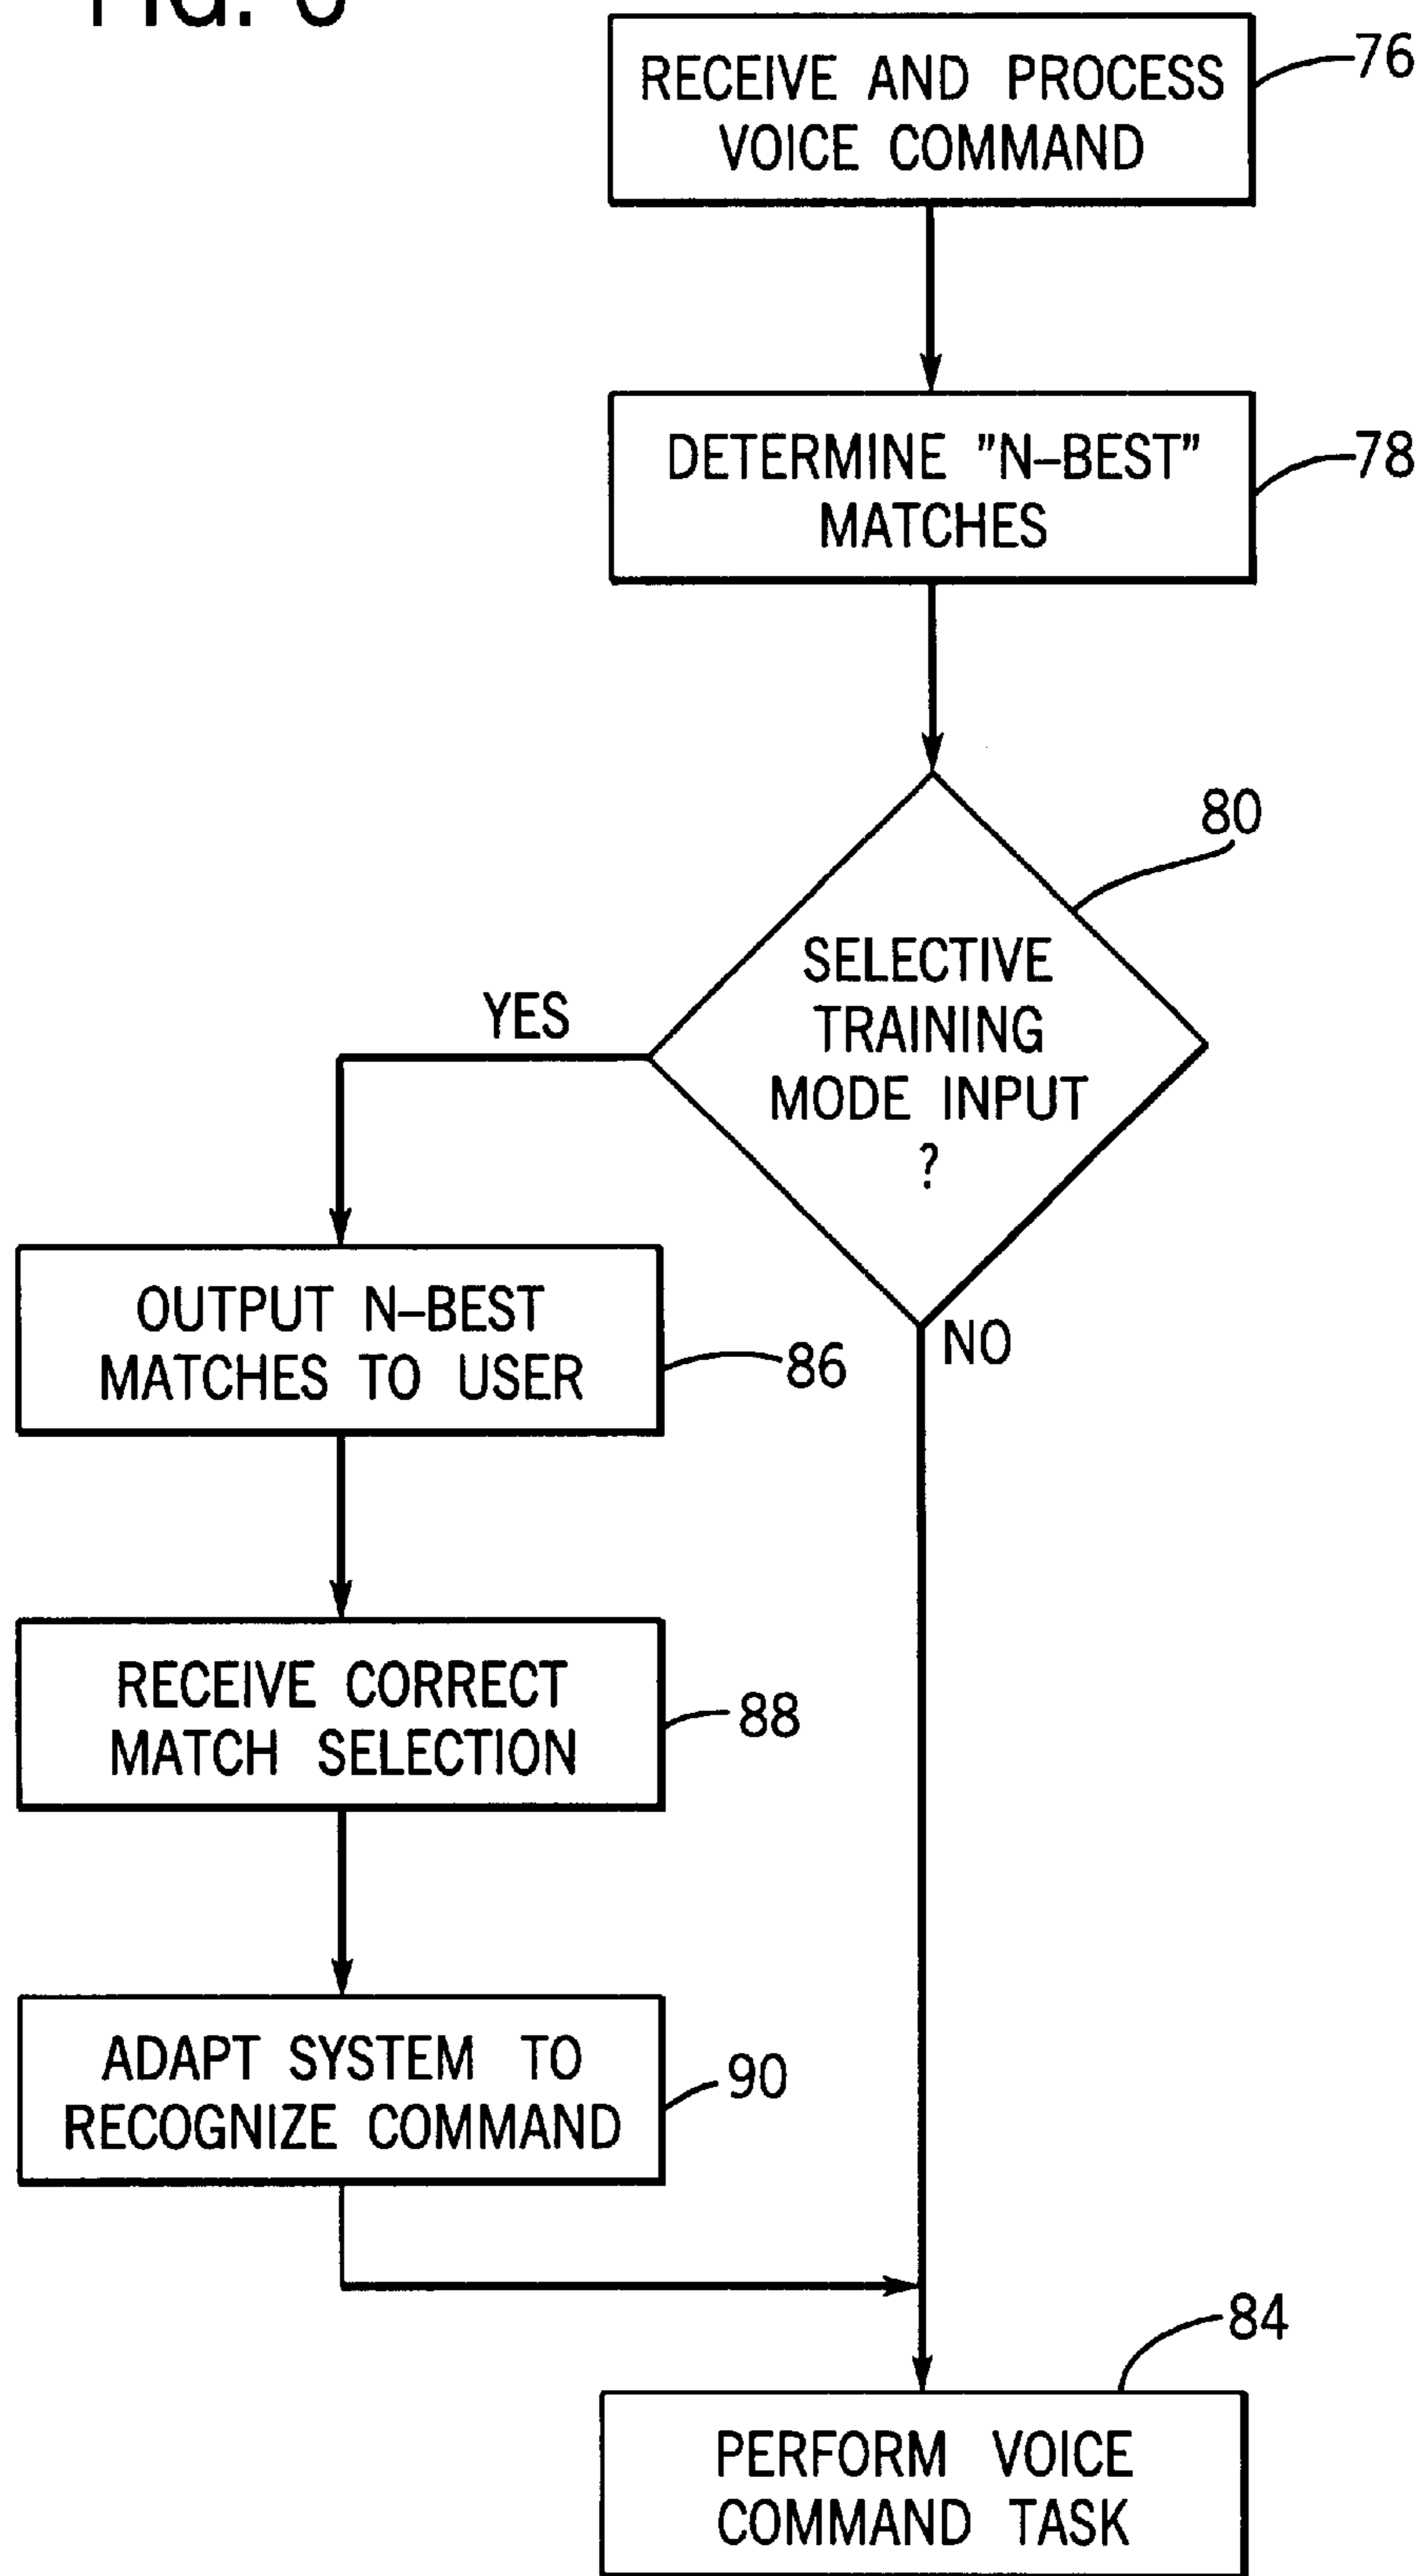 RECEIVE AND PROCESS
VOICE COMMAND
76
DETERMINE "N–BEST"
MATCHES
78
80
SELECTIVE
TRAINING
MODE INPUT
?
YES
NO
OUTPUT N–BEST
MATCHES TO USER
86
RECEIVE CORRECT
MATCH SELECTION
88
ADAPT SYSTEM TO
RECOGNIZE COMMAND
90
84
PERFORM VOICE
COMMAND TASK